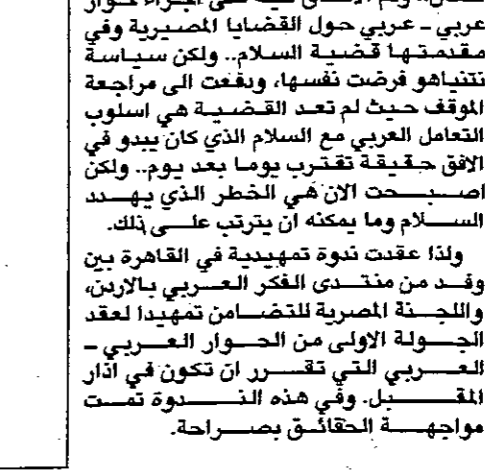 عربي ـ عربي حول القضايا المصيرية وفي
مقدمتها قضية السلام.. ولكن سياسة
نتنياهو فرضت نفسها، ودفعت الى مراجعة
الموقف حيث لم تعد القضية هي اسلوب
التعامل العربي مع السلام الذي كان يبدو في
الافق حقيقة تقترب يوما بعد يوم.. ولكن
اصبحت الان هي الخطر الذي يهدد
السلام وما يمكنه ان يترتب على ذلك.
ولذا عقدت ندوة تمهيدية في القاهرة بين
وفد من منتدى الفكر العربي بالاردن،
واللجنة المصرية للتضامن تمهيدا لعقد
الجولة الاولى من الحوار العربي ـ
العربي التي تقرر ان تكون في آذار
المقبل. وفي هذه الندوة تمت
مواجهة الحقائق بصراحة.